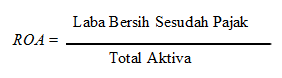 Laba Bersih Sesudah Pajak
ROA =
Total Aktiva